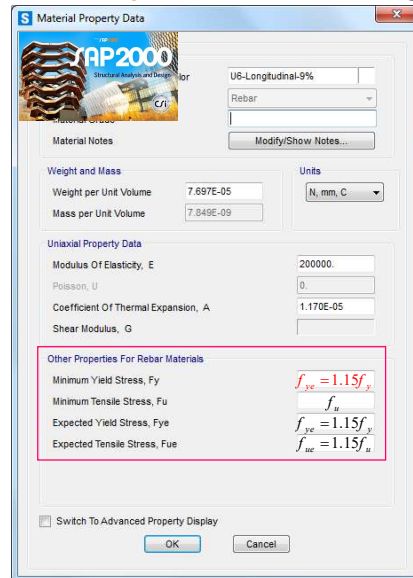 Material Property Data
SAP2000
Structural Analysis and Design
CSi
U6-Longitudinal-9%
Rebar
Material Notes
Modify/Show Notes...
Weight and Mass
Units
Weight per Unit Volume
7.697E-05
N, mm, C
Mass per Unit Volume
7.849E-09
Uniaxial Property Data
Modulus Of Elasticity, E
200000.
Poisson, U
0.
Coefficient Of Thermal Expansion, A
1.170E-05
Shear Modulus, G
Other Properties For Rebar Materials
Minimum Yield Stress, Fy
f_ye = 1.15f_y
Minimum Tensile Stress, Fu
f_u
Expected Yield Stress, Fye
f_ye = 1.15f_y
Expected Tensile Stress, Fue
f_ue = 1.15f_u
Switch To Advanced Property Display
OK
Cancel